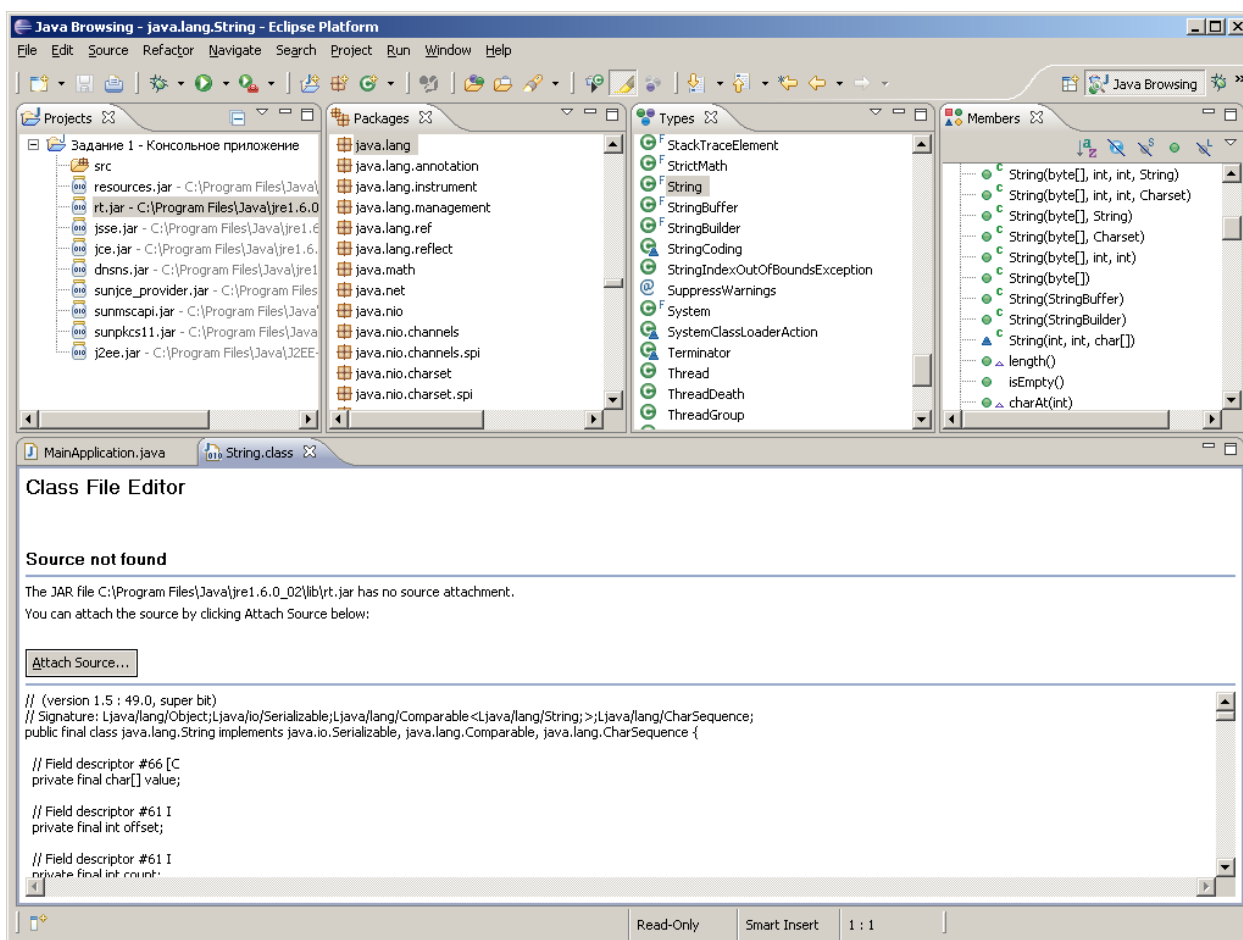 Java Browsing - java.lang.String - Eclipse Platform
File Edit Source Refactor Navigate Search Project Run Window Help
Java Browsing
Projects
Задание 1 - Консольное приложение
src
resources.jar - C:\Program Files\Java\
rt.jar - C:\Program Files\Java\jre1.6.0
jsse.jar - C:\Program Files\Java\jre1.6
jce.jar - C:\Program Files\Java\jre1.6.
dnsns.jar - C:\Program Files\Java\jre1
sunjce_provider.jar - C:\Program Files
sunmscapi.jar - C:\Program Files\Java\
sunpkcs11.jar - C:\Program Files\Java
j2ee.jar - C:\Program Files\Java\J2EE-
Packages
java.lang
java.lang.annotation
java.lang.instrument
java.lang.management
java.lang.ref
java.lang.reflect
java.math
java.net
java.nio
java.nio.channels
java.nio.channels.spi
java.nio.charset
java.nio.charset.spi
Types
StackTraceElement
StrictMath
String
StringBuffer
StringBuilder
StringCoding
StringIndexOutOfBoundsException
SuppressWarnings
System
SystemClassLoaderAction
Terminator
Thread
ThreadDeath
ThreadGroup
Members
String(byte[], int, int, String)
String(byte[], int, int, Charset)
String(byte[], String)
String(byte[], Charset)
String(byte[], int, int)
String(byte[])
String(StringBuffer)
String(StringBuilder)
String(int, int, char[])
length()
isEmpty()
charAt(int)
MainApplication.java
String.class
Class File Editor
Source not found
The JAR file C:\Program Files\Java\jre1.6.0_02\lib\rt.jar has no source attachment.
You can attach the source by clicking Attach Source below:
Attach Source...
// (version 1.5 : 49.0, super bit)
// Signature: Ljava/lang/Object;Ljava/io/Serializable;Ljava/lang/Comparable<Ljava/lang/String;>;Ljava/lang/CharSequence;
public final class java.lang.String implements java.io.Serializable, java.lang.Comparable, java.lang.CharSequence {
// Field descriptor #66 [C
private final char[] value;
// Field descriptor #61 I
private final int offset;
// Field descriptor #61 I
private final int count;
Read-Only
Smart Insert
1 : 1